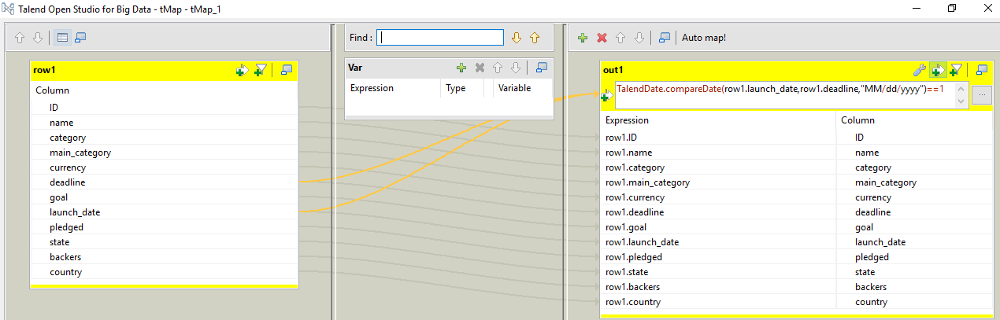 Talend Open Studio for Big Data - tMap - tMap_1
Find :
Auto map!
row1
Column
ID
name
category
main_category
currency
deadline
goal
launch_date
pledged
state
backers
country
Var
Expression Type Variable
out1
TalendDate.compareDate(row1.launch_date,row1.deadline,"MM/dd/yyyy")==1
...
Expression Column
row1.ID ID
row1.name name
row1.category category
row1.main_category main_category
row1.currency currency
row1.deadline deadline
row1.goal goal
row1.launch_date launch_date
row1.pledged pledged
row1.state state
row1.backers backers
row1.country country